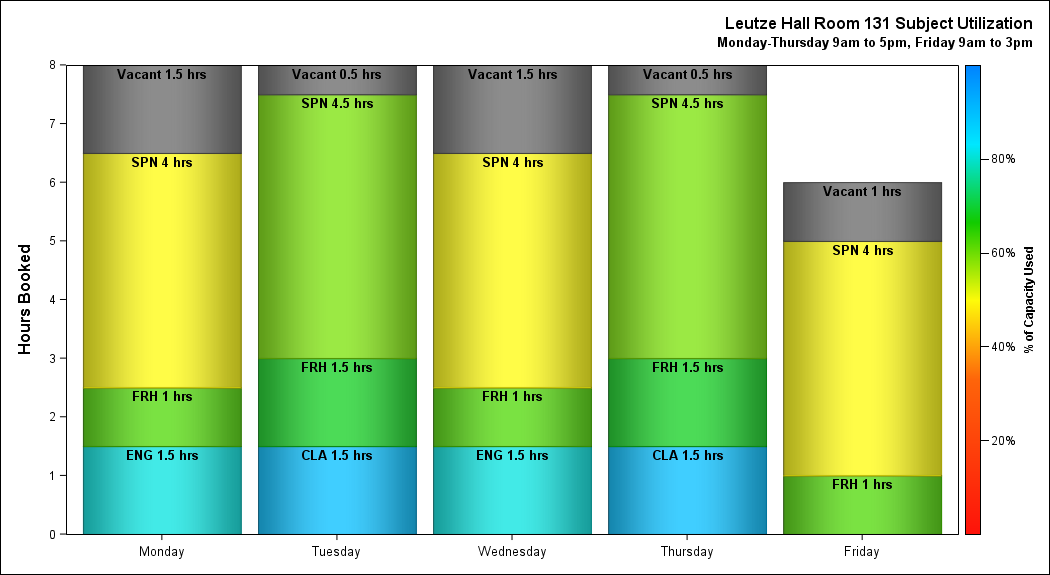 Leutze Hall Room 131 Subject Utilization
Monday-Thursday 9am to 5pm, Friday 9am to 3pm
Hours Booked
8
7
6
5
4
3
2
1
0
Vacant 1.5 hrs
SPN 4 hrs
FRH 1 hrs
ENG 1.5 hrs
Vacant 0.5 hrs
SPN 4.5 hrs
FRH 1.5 hrs
CLA 1.5 hrs
Vacant 1.5 hrs
SPN 4 hrs
FRH 1 hrs
ENG 1.5 hrs
Vacant 0.5 hrs
SPN 4.5 hrs
FRH 1.5 hrs
CLA 1.5 hrs
Vacant 1 hrs
SPN 4 hrs
FRH 1 hrs
Monday
Tuesday
Wednesday
Thursday
Friday
80%
60%
40%
20%
% of Capacity Used